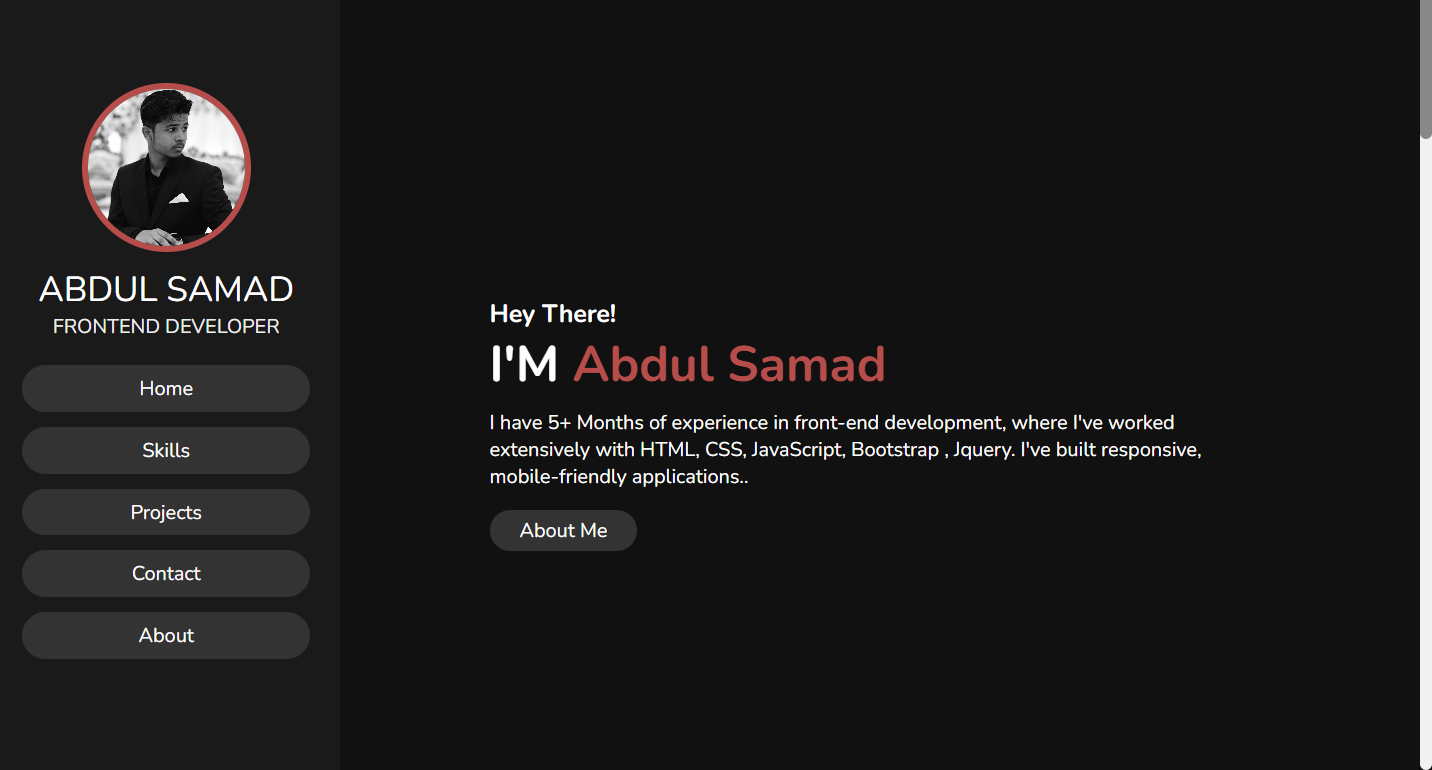 ABDUL SAMAD
FRONTEND DEVELOPER
Home
Skills
Projects
Contact
About
Hey There!
I'M Abdul Samad
I have 5+ Months of experience in front-end development, where I've worked
extensively with HTML, CSS, JavaScript, Bootstrap , Jquery. I've built responsive,
mobile-friendly applications..
About Me